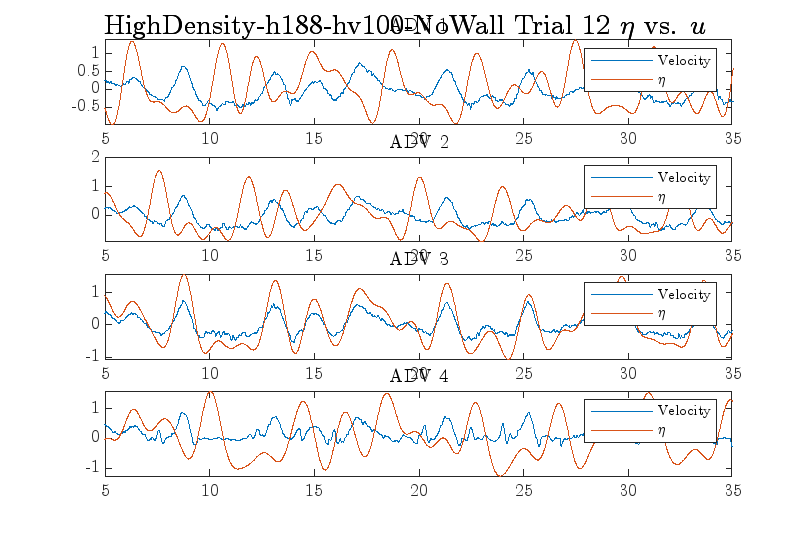 HighDensity-h188-hv100-NoWall Trial 12 η vs. u
ADV 1
1
0.5
0
-0.5
Velocity
η
5 10 15 20 25 30 35
ADV 2
2
1
0
Velocity
η
5 10 15 20 25 30 35
ADV 3
1
0
-1
Velocity
η
5 10 15 20 25 30 35
ADV 4
1
0
-1
Velocity
η
5 10 15 20 25 30 35